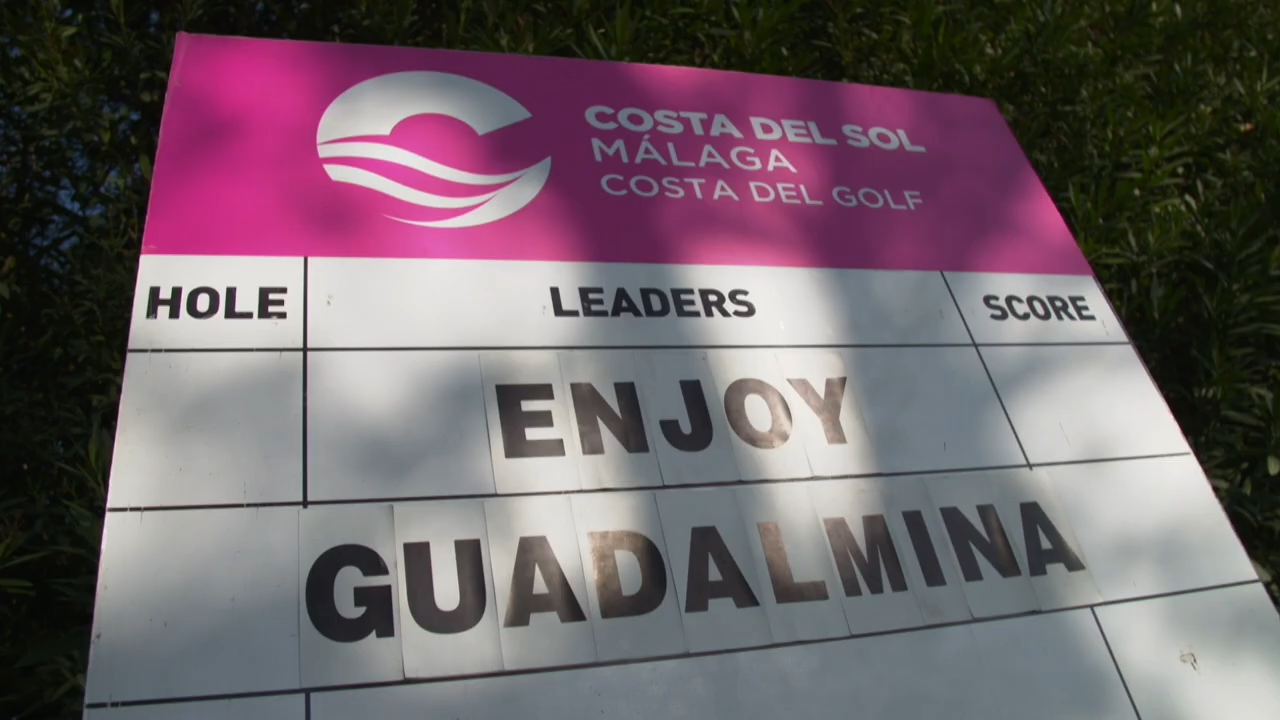 COSTA DEL SOL
MÁLAGA
COSTA DEL GOLF
HOLE LEADERS SCORE
ENJOY
GUADALMINA